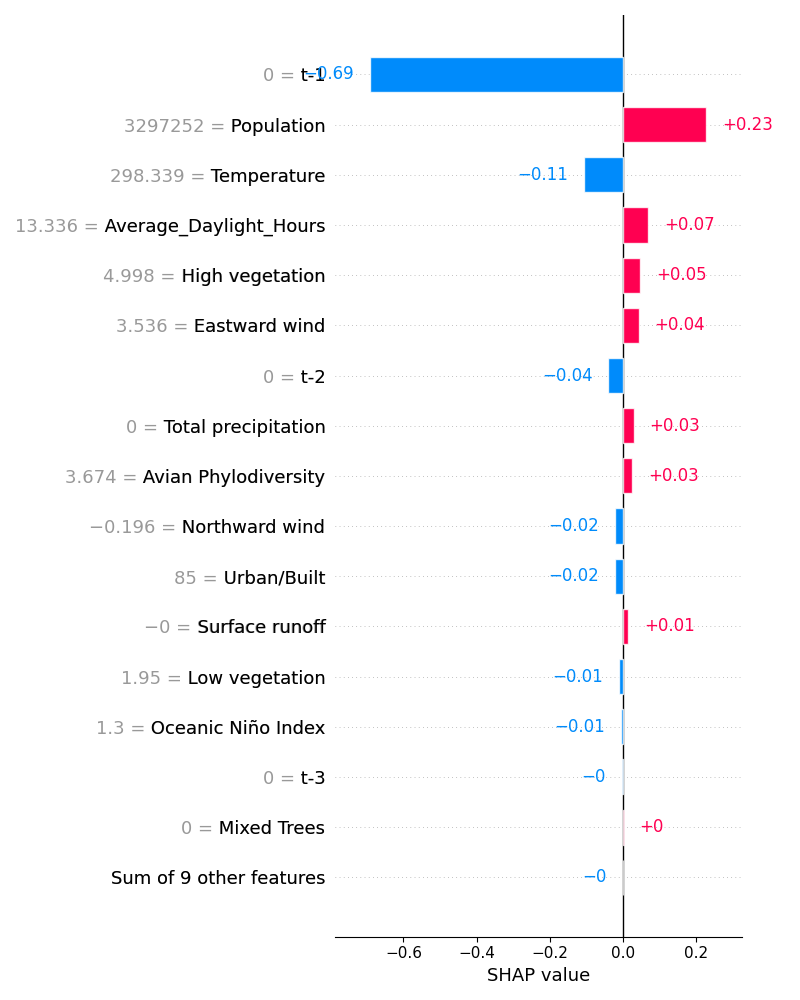 0 = t-1 −0.69
3297252 = Population +0.23
298.339 = Temperature −0.11
13.336 = Average_Daylight_Hours +0.07
4.998 = High vegetation +0.05
3.536 = Eastward wind +0.04
0 = t-2 −0.04
0 = Total precipitation +0.03
3.674 = Avian Phylodiversity +0.03
−0.196 = Northward wind −0.02
85 = Urban/Built −0.02
−0 = Surface runoff +0.01
1.95 = Low vegetation −0.01
1.3 = Oceanic Niño Index −0.01
0 = t-3 −0
0 = Mixed Trees +0
Sum of 9 other features −0
−0.6 −0.4 −0.2 0.0 0.2
SHAP value